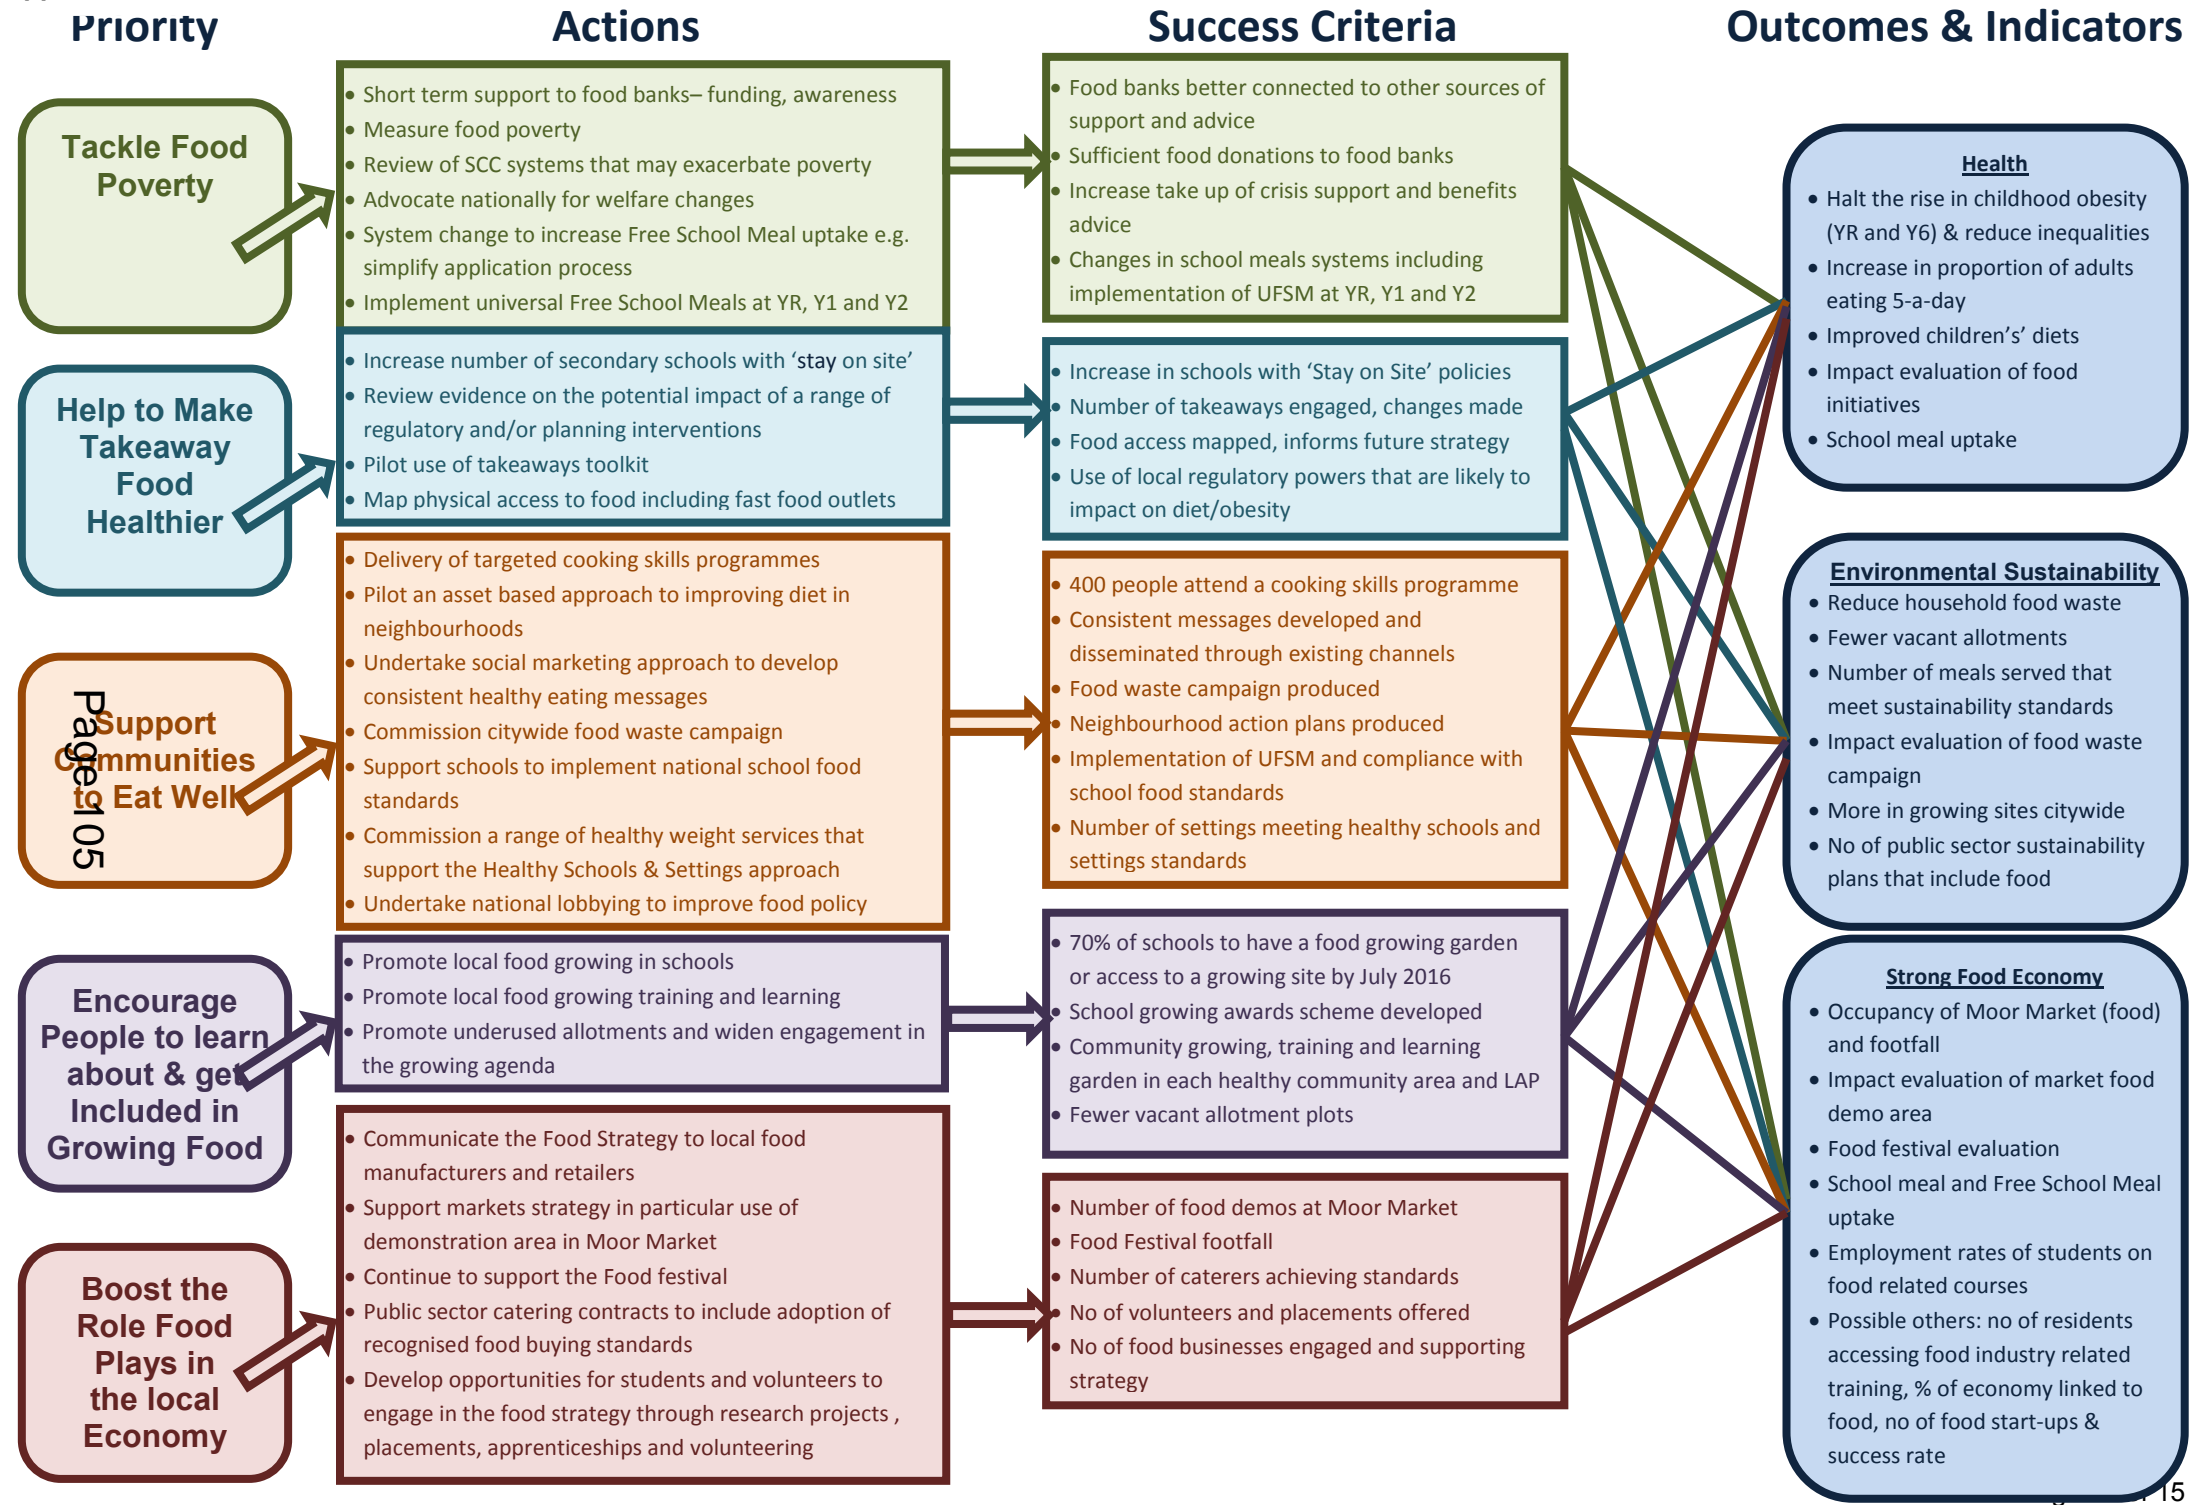 Priority
Actions
Success Criteria
Outcomes & Indicators
Tackle Food
Poverty
• Short term support to food banks– funding, awareness
• Measure food poverty
• Review of SCC systems that may exacerbate poverty
• Advocate nationally for welfare changes
• System change to increase Free School Meal uptake e.g.
simplify application process
• Implement universal Free School Meals at YR, Y1 and Y2
• Food banks better connected to other sources of
support and advice
• Sufficient food donations to food banks
• Increase take up of crisis support and benefits
advice
• Changes in school meals systems including
implementation of UFSM at YR, Y1 and Y2
Help to Make
Takeaway
Food
Healthier
• Increase number of secondary schools with ‘stay on site’
• Review evidence on the potential impact of a range of
regulatory and/or planning interventions
• Pilot use of takeaways toolkit
• Map physical access to food including fast food outlets
• Increase in schools with ‘Stay on Site’ policies
• Number of takeaways engaged, changes made
• Food access mapped, informs future strategy
• Use of local regulatory powers that are likely to
impact on diet/obesity
Support
Communities
to Eat Well
Page 105
• Delivery of targeted cooking skills programmes
• Pilot an asset based approach to improving diet in
neighbourhoods
• Undertake social marketing approach to develop
consistent healthy eating messages
• Commission citywide food waste campaign
• Support schools to implement national school food
standards
• Commission a range of healthy weight services that
support the Healthy Schools & Settings approach
• Undertake national lobbying to improve food policy
• 400 people attend a cooking skills programme
• Consistent messages developed and
disseminated through existing channels
• Food waste campaign produced
• Neighbourhood action plans produced
• Implementation of UFSM and compliance with
school food standards
• Number of settings meeting healthy schools and
settings standards
Encourage
People to learn
about & get
Included in
Growing Food
• Promote local food growing in schools
• Promote local food growing training and learning
• Promote underused allotments and widen engagement in
the growing agenda
• 70% of schools to have a food growing garden
or access to a growing site by July 2016
• School growing awards scheme developed
• Community growing, training and learning
garden in each healthy community area and LAP
• Fewer vacant allotment plots
Boost the
Role Food
Plays in
the local
Economy
• Communicate the Food Strategy to local food
manufacturers and retailers
• Support markets strategy in particular use of
demonstration area in Moor Market
• Continue to support the Food festival
• Public sector catering contracts to include adoption of
recognised food buying standards
• Develop opportunities for students and volunteers to
engage in the food strategy through research projects ,
placements, apprenticeships and volunteering
• Number of food demos at Moor Market
• Food Festival footfall
• Number of caterers achieving standards
• No of volunteers and placements offered
• No of food businesses engaged and supporting
strategy
Health
• Halt the rise in childhood obesity
(YR and Y6) & reduce inequalities
• Increase in proportion of adults
eating 5-a-day
• Improved children’s’ diets
• Impact evaluation of food
initiatives
• School meal uptake
Environmental Sustainability
• Reduce household food waste
• Fewer vacant allotments
• Number of meals served that
meet sustainability standards
• Impact evaluation of food waste
campaign
• More in growing sites citywide
• No of public sector sustainability
plans that include food
Strong Food Economy
• Occupancy of Moor Market (food)
and footfall
• Impact evaluation of market food
demo area
• Food festival evaluation
• School meal and Free School Meal
uptake
• Employment rates of students on
food related courses
• Possible others: no of residents
accessing food industry related
training, % of economy linked to
food, no of food start-ups &
success rate
15